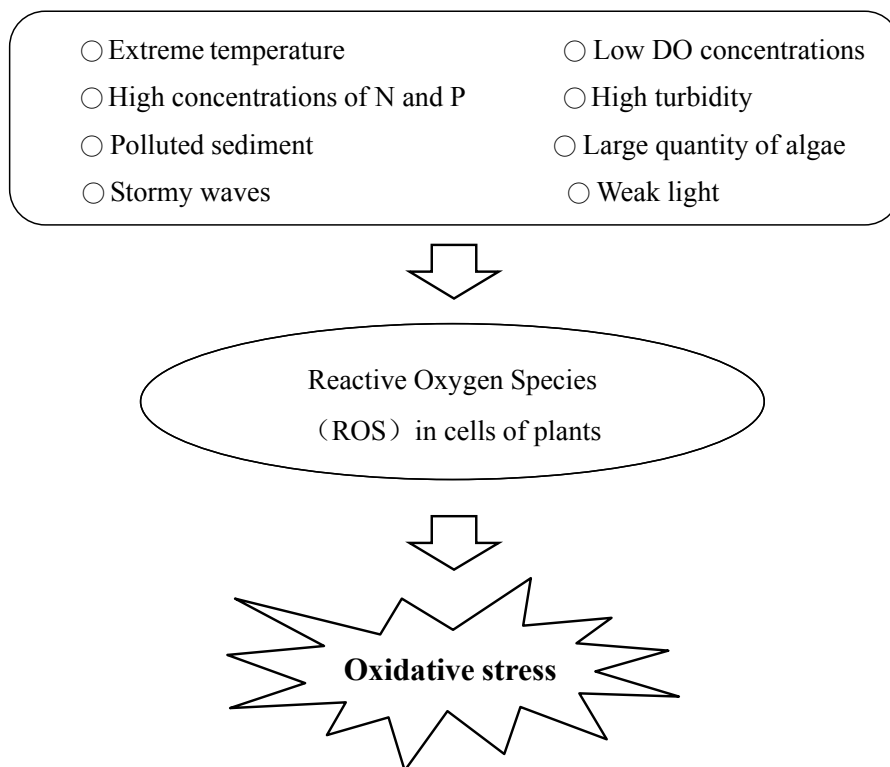 ○ Extreme temperature
○ Low DO concentrations
○ High concentrations of N and P
○ High turbidity
○ Polluted sediment
○ Large quantity of algae
○ Stormy waves
○ Weak light
Reactive Oxygen Species
（ROS）in cells of plants
Oxidative stress